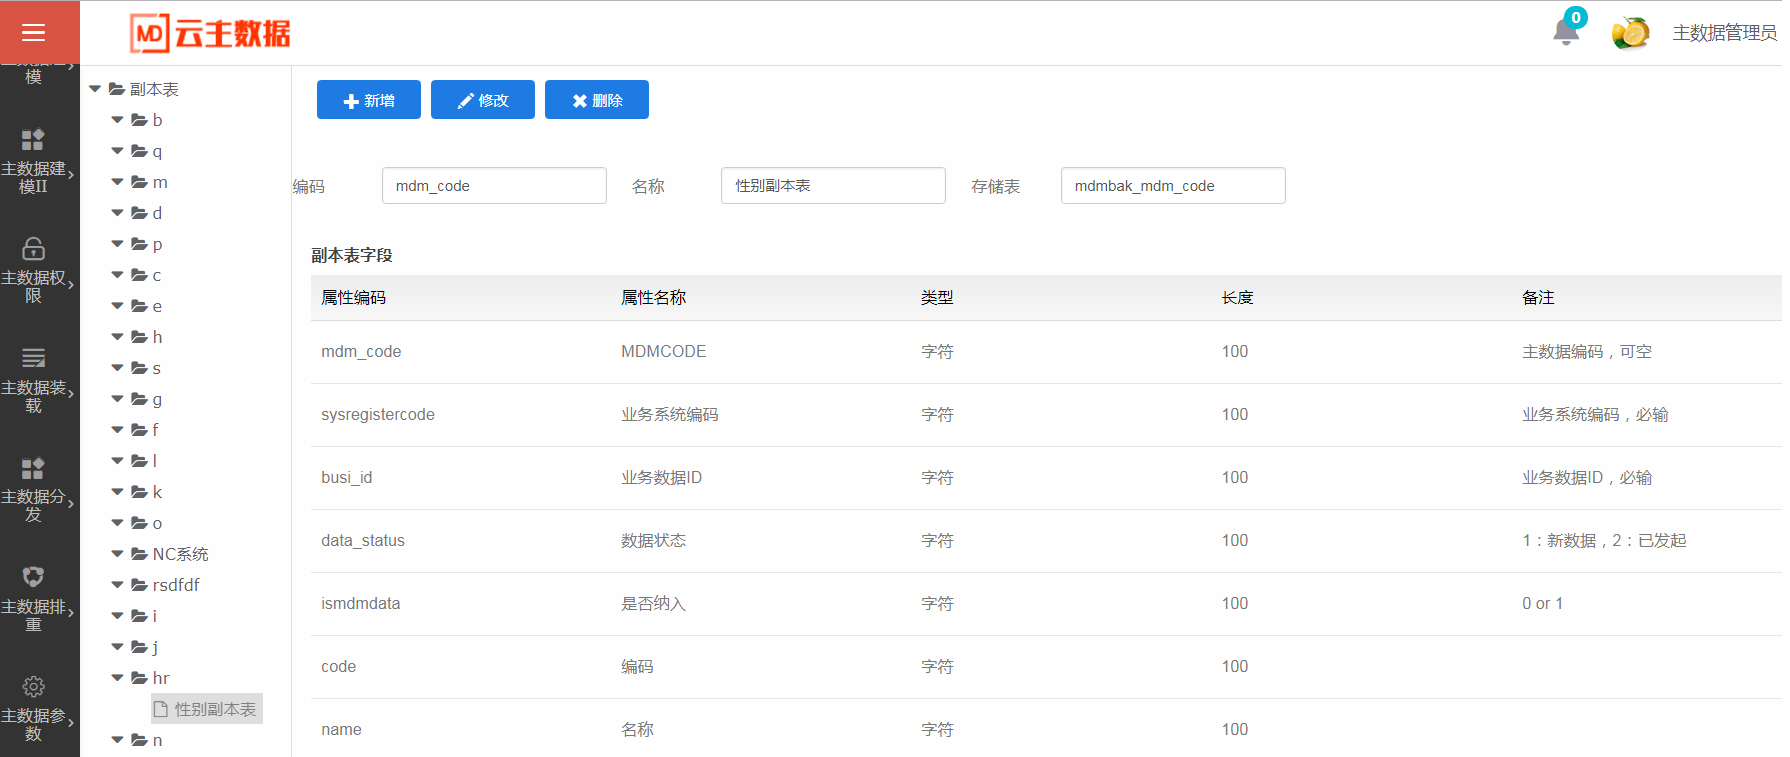 MD 云主数据
0
主数据管理员
模
主数据建
模II
主数据权
限
主数据装
载
主数据分
发
主数据排
重
主数据参
数
副本表
b
q
m
d
p
c
e
h
s
g
f
l
k
o
NC系统
rsdfdf
i
j
hr
性别副本表
n
新增 修改 删除
编码 mdm_code 名称 性别副本表 存储表 mdmbak_mdm_code
副本表字段
属性编码 属性名称 类型 长度 备注
mdm_code MDMCODE 字符 100 主数据编码，可空
sysregistercode 业务系统编码 字符 100 业务系统编码，必输
busi_id 业务数据ID 字符 100 业务数据ID，必输
data_status 数据状态 字符 100 1：新数据，2：已发起
ismdmdata 是否纳入 字符 100 0 or 1
code 编码 字符 100
name 名称 字符 100